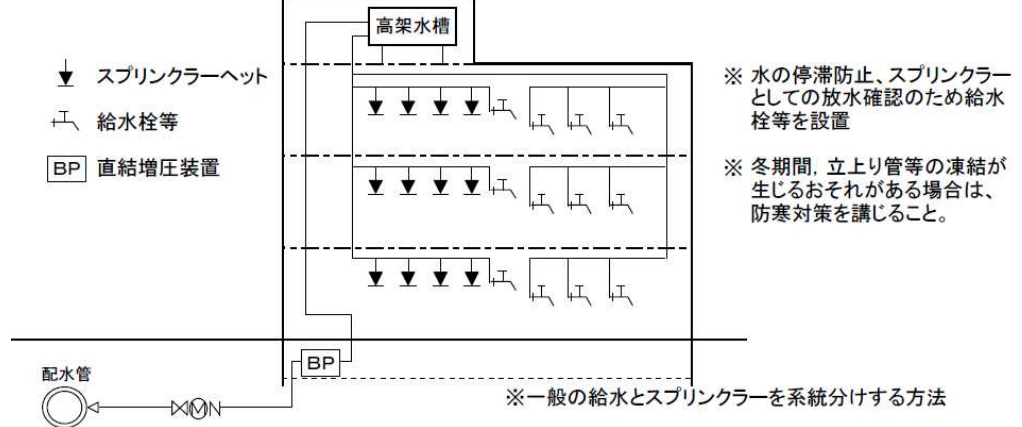 高架水槽
スプリンクラーヘット
給水栓等
BP 直結増圧装置
※ 水の停滞防止、スプリンクラー
としての放水確認のため給水
栓等を設置
※ 冬期間, 立上り管等の凍結が
生じるおそれがある場合は、
防寒対策を講じること。
BP
配水管
M
※一般の給水とスプリンクラーを系統分けする方法